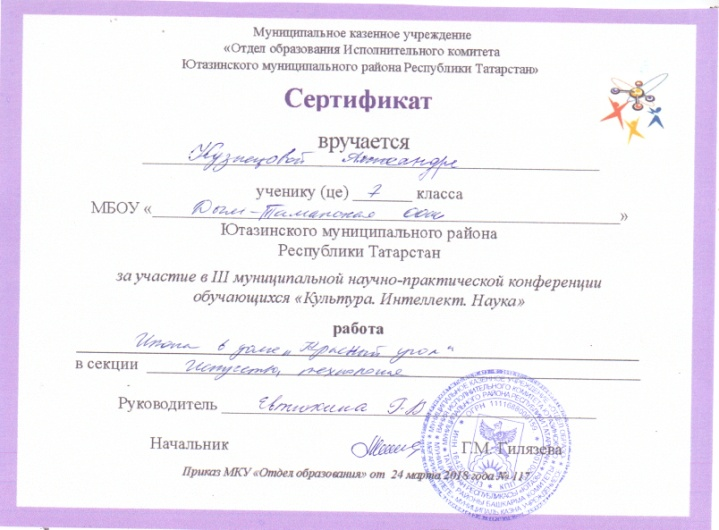 Муниципальное казенное учреждение
«Отдел образования Исполнительного комитета
Ютазинского муниципального района Республики Татарстан»
Сертификат
вручается
Кузнецовой Александре
ученику (це) 7 класса
МБОУ «Дым-Тамакская ООШ»
Ютазинского муниципального района
Республики Татарстан
за участие в III муниципальной научно-практической конференции
обучающихся «Культура. Интеллект. Наука»
работа
Икона в доме „Красный угол"
в секции Искусство, технология
Руководитель Евтюкина Г.В
Начальник Г.М. Гилязева
Приказ МКУ «Отдел образования» от 24 марта 2018 года № 117